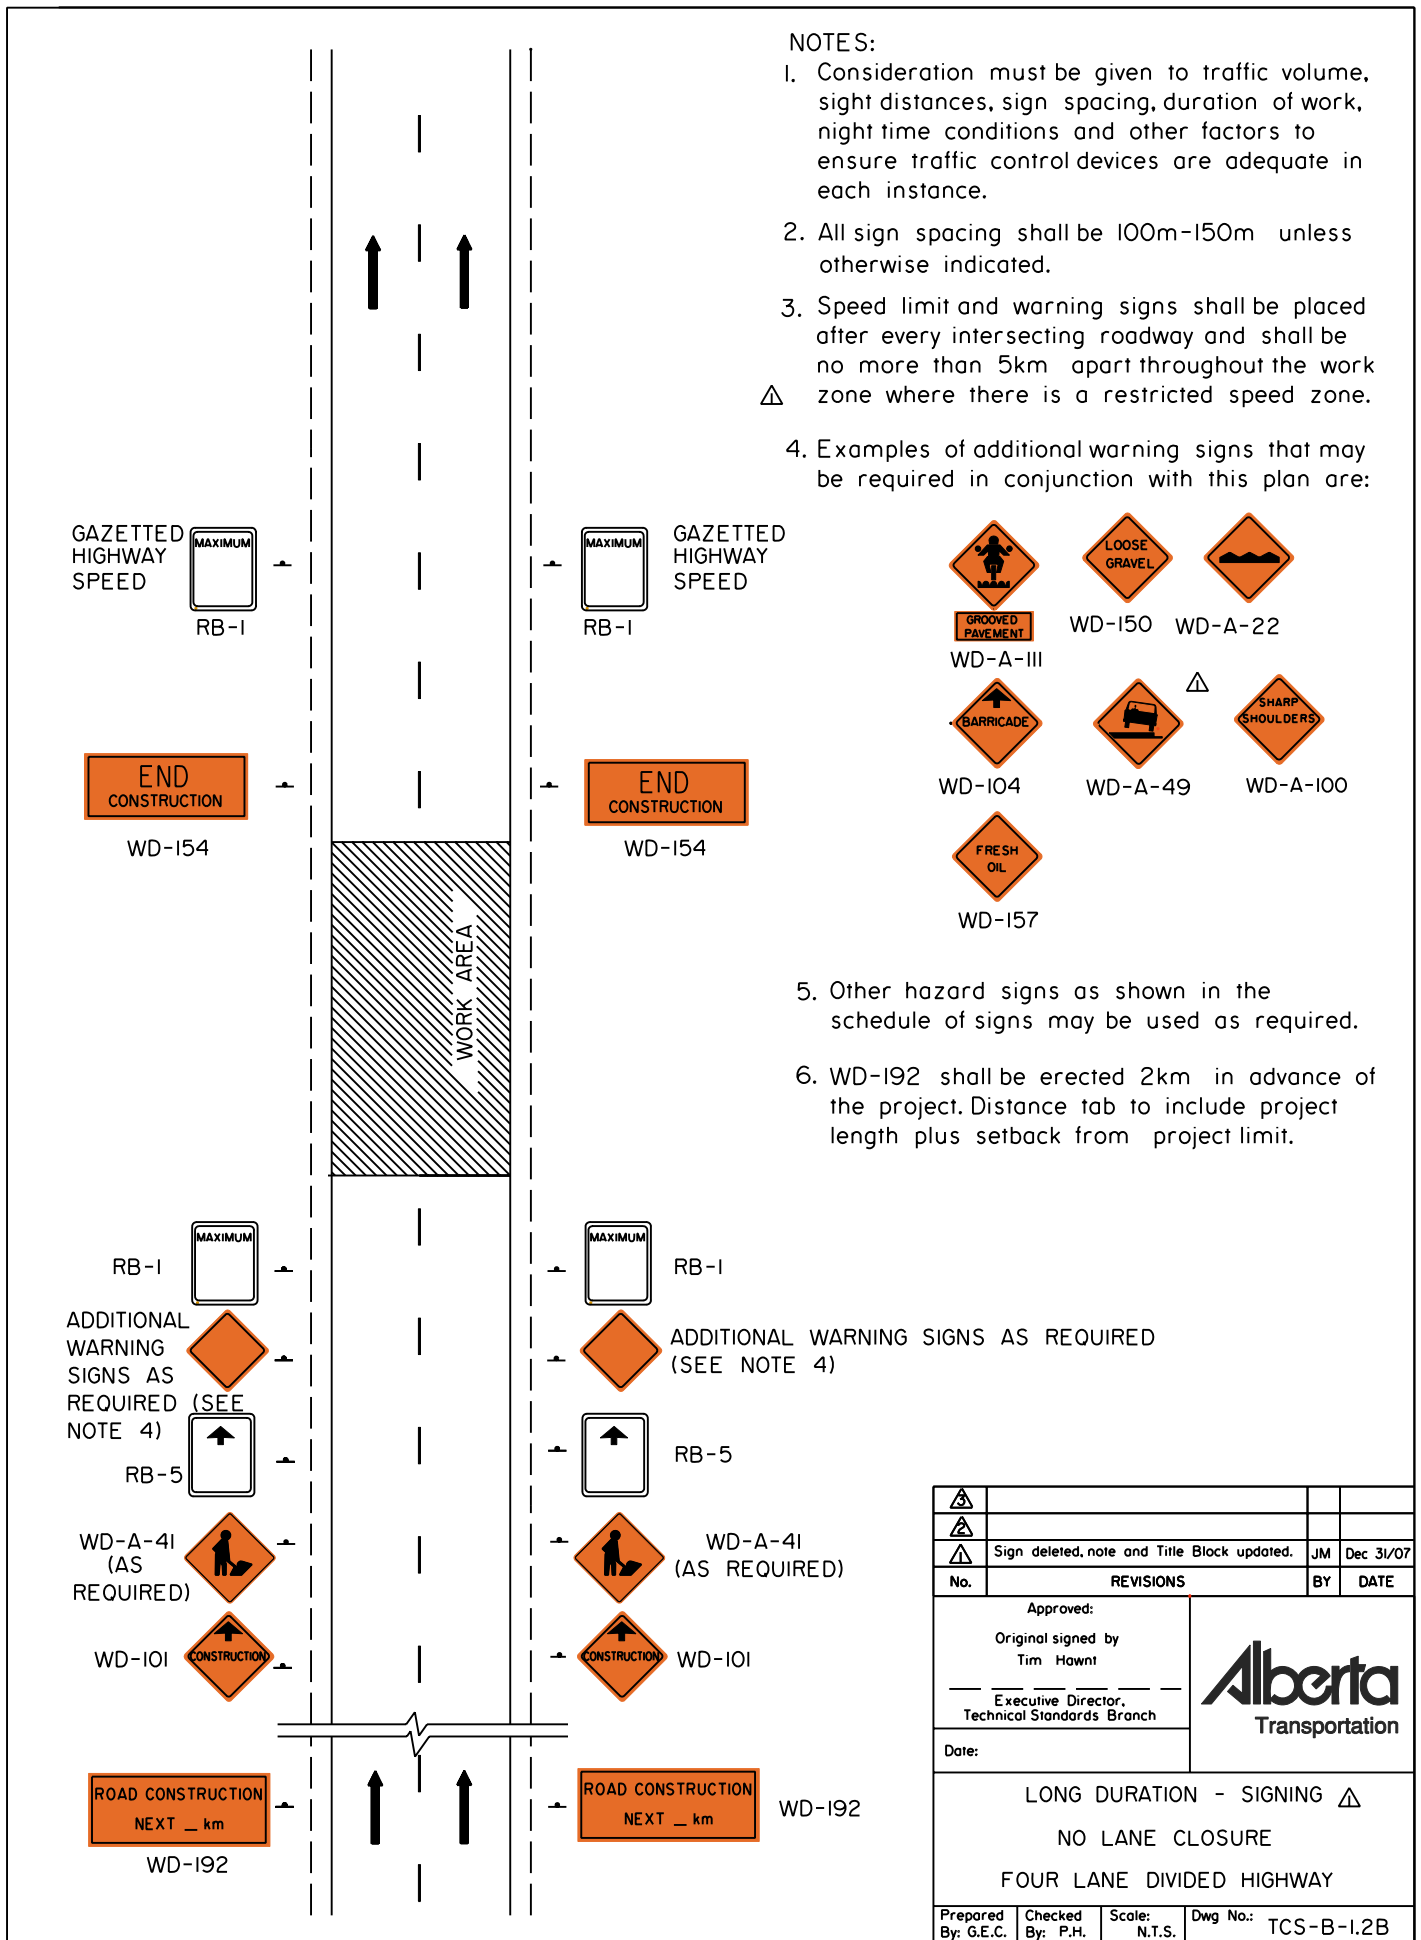 NOTES:
1. Consideration must be given to traffic volume,
sight distances, sign spacing, duration of work,
night time conditions and other factors to
ensure traffic control devices are adequate in
each instance.
2. All sign spacing shall be 100m-150m unless
otherwise indicated.
3. Speed limit and warning signs shall be placed
after every intersecting roadway and shall be
no more than 5km apart throughout the work
1 zone where there is a restricted speed zone.
4. Examples of additional warning signs that may
be required in conjunction with this plan are:
GROOVED
PAVEMENT
WD-A-111
LOOSE
GRAVEL
WD-150
WD-A-22
BARRICADE
WD-104
1
WD-A-49
SHARP
SHOULDERS
WD-A-100
FRESH
OIL
WD-157
5. Other hazard signs as shown in the
schedule of signs may be used as required.
6. WD-192 shall be erected 2km in advance of
the project. Distance tab to include project
length plus setback from project limit.
GAZETTED
HIGHWAY
SPEED
MAXIMUM
RB-1
MAXIMUM
RB-1
GAZETTED
HIGHWAY
SPEED
END
CONSTRUCTION
WD-154
END
CONSTRUCTION
WD-154
WORK AREA
RB-1
MAXIMUM
MAXIMUM
RB-1
ADDITIONAL
WARNING
SIGNS AS
REQUIRED (SEE
NOTE 4)
ADDITIONAL WARNING SIGNS AS REQUIRED
(SEE NOTE 4)
RB-5
RB-5
WD-A-41
(AS
REQUIRED)
WD-A-41
(AS REQUIRED)
WD-101
CONSTRUCTION
CONSTRUCTION
WD-101
ROAD CONSTRUCTION
NEXT _ km
WD-192
ROAD CONSTRUCTION
NEXT _ km
WD-192
3
2
1 Sign deleted, note and Title Block updated. JM Dec 31/07
No. REVISIONS BY DATE
Approved:
Original signed by
Tim Hawnt
Executive Director,
Technical Standards Branch
Date:
Alberta
Transportation
LONG DURATION - SIGNING 1
NO LANE CLOSURE
FOUR LANE DIVIDED HIGHWAY
Prepared
By: G.E.C.
Checked
By: P.H.
Scale:
N.T.S.
Dwg No.: TCS-B-1.2B